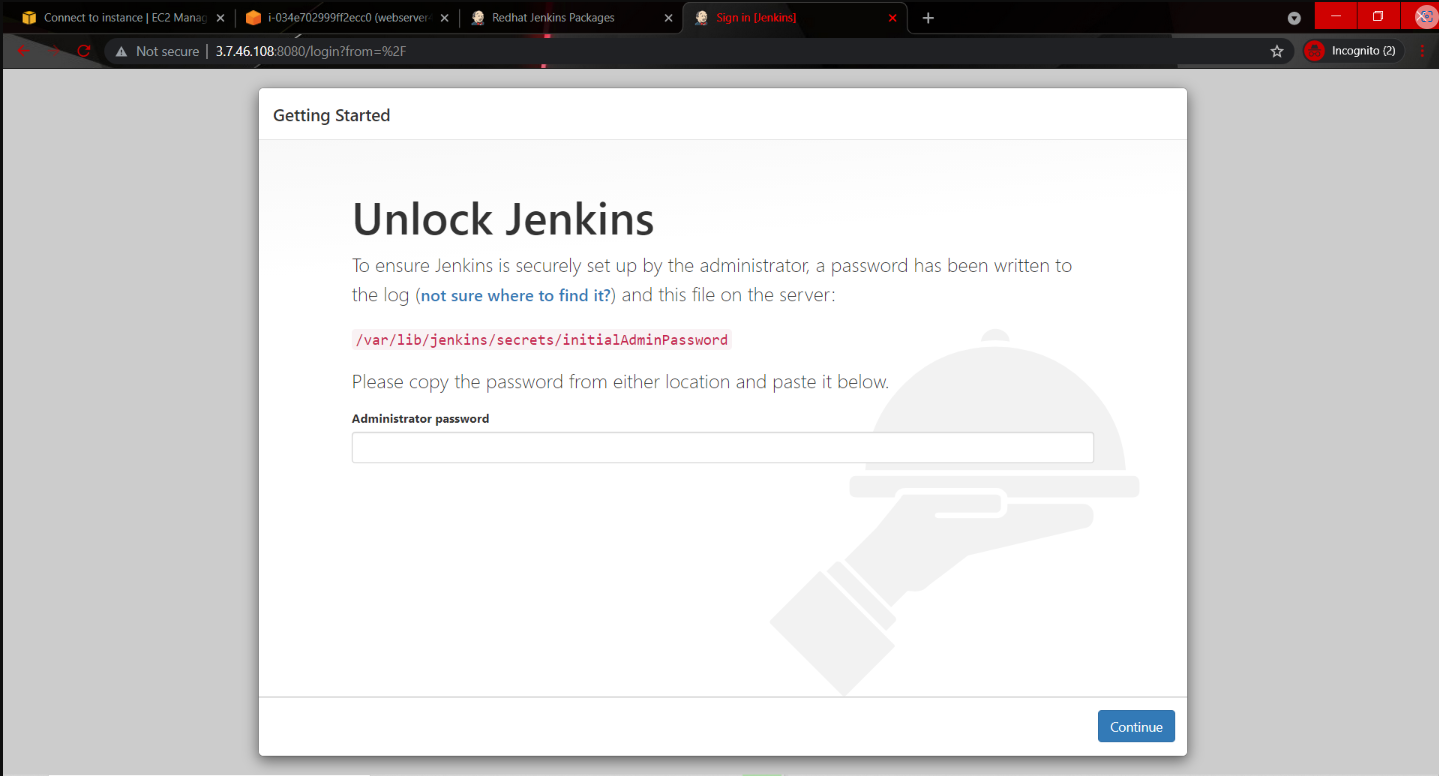 Connect to instance | EC2 Manag
i-034e702999ff2ecc0 (webserver-
Redhat Jenkins Packages
Sign in [Jenkins]
Not secure | 3.7.46.108:8080/login?from=%2F
Incognito (2)
Getting Started
Unlock Jenkins
To ensure Jenkins is securely set up by the administrator, a password has been written to
the log (not sure where to find it?) and this file on the server:
/var/lib/jenkins/secrets/initialAdminPassword
Please copy the password from either location and paste it below.
Administrator password
Continue